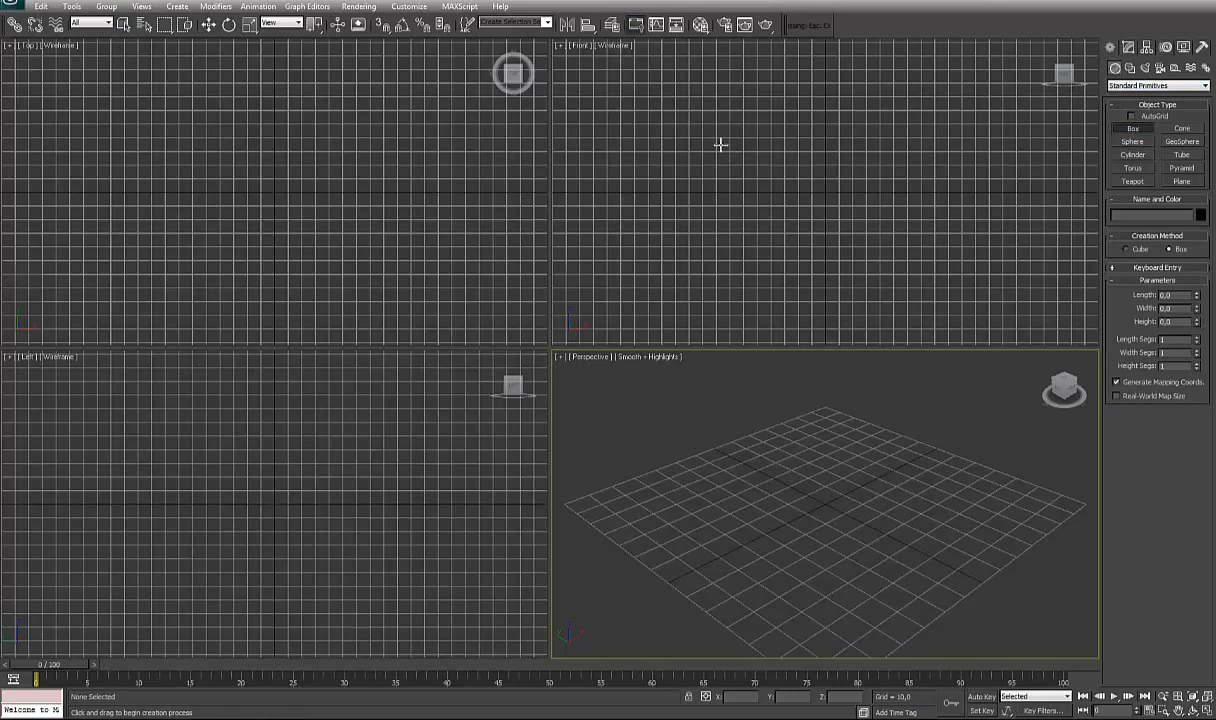 Edit Tools Group Views Create Modifiers Animation Graph Editors Rendering Customize MAXScript Help
All View Create Selection Se
[ + ] [ Top ] [ Wireframe ]
[ + ] [ Front ] [ Wireframe ]
Standard Primitives
Object Type
AutoGrid
Box Cone
Sphere GeoSphere
Cylinder Tube
Torus Pyramid
Teapot Plane
Name and Color
Creation Method
Cube Box
Keyboard Entry
Parameters
Length: 0,0
Width: 0,0
Height: 0,0
Length Segs: 1
Width Segs: 1
Height Segs: 1
Generate Mapping Coords.
Real-World Map Size
[ + ] [ Left ] [ Wireframe ]
[ + ] [ Perspective ] [ Smooth + Highlights ]
0 / 100
0 5 10 15 20 25 30 35 40 45 50 55 60 65 70 75 80 85 90 95 100
None Selected X: Y: Z: Grid = 10,0 Auto Key Selected
Welcome to M Click and drag to begin creation process Add Time Tag Set Key Key Filters... 0